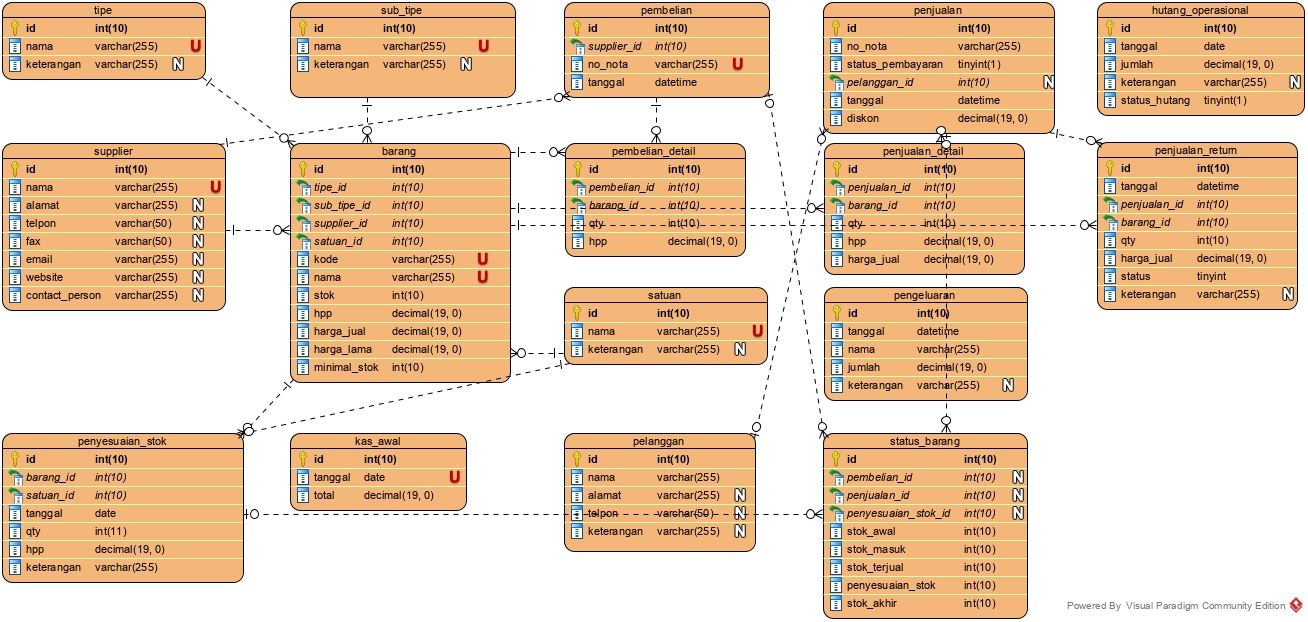 tipe
id int(10)
nama varchar(255) U
keterangan varchar(255) N
sub_tipe
id int(10)
nama varchar(255) U
keterangan varchar(255) N
pembelian
id int(10)
supplier_id int(10)
no_nota varchar(255) U
tanggal datetime
penjualan
id int(10)
no_nota varchar(255)
status_pembayaran tinyint(1)
pelanggan_id int(10) N
tanggal datetime
diskon decimal(19, 0)
hutang_operasional
id int(10)
tanggal date
jumlah decimal(19, 0)
keterangan varchar(255) N
status_hutang tinyint(1)
supplier
id int(10)
nama varchar(255) U
alamat varchar(255) N
telpon varchar(50) N
fax varchar(50) N
email varchar(255) N
website varchar(255) N
contact_person varchar(255) N
barang
id int(10)
tipe_id int(10)
sub_tipe_id int(10)
supplier_id int(10)
satuan_id int(10)
kode varchar(255) U
nama varchar(255) U
stok int(10)
hpp decimal(19, 0)
harga_jual decimal(19, 0)
harga_lama decimal(19, 0)
minimal_stok int(10)
pembelian_detail
id int(10)
pembelian_id int(10)
barang_id int(10)
qty int(10)
hpp decimal(19, 0)
penjualan_detail
id int(10)
penjualan_id int(10)
barang_id int(10)
qty int(10)
hpp decimal(19, 0)
harga_jual decimal(19, 0)
penjualan_return
id int(10)
tanggal datetime
penjualan_id int(10)
barang_id int(10)
qty int(10)
harga_jual decimal(19, 0)
status tinyint
keterangan varchar(255) N
satuan
id int(10)
nama varchar(255) U
keterangan varchar(255) N
pengeluaran
id int(10)
tanggal datetime
nama varchar(255)
jumlah decimal(19, 0)
keterangan varchar(255) N
penyesuaian_stok
id int(10)
barang_id int(10)
satuan_id int(10)
tanggal date
qty int(11)
hpp decimal(19, 0)
keterangan varchar(255)
kas_awal
id int(10)
tanggal date U
total decimal(19, 0)
pelanggan
id int(10)
nama varchar(255)
alamat varchar(255) N
telpon varchar(50) N
keterangan varchar(255) N
status_barang
id int(10)
pembelian_id int(10) N
penjualan_id int(10) N
penyesuaian_stok_id int(10) N
stok_awal int(10)
stok_masuk int(10)
stok_terjual int(10)
penyesuaian_stok int(10)
stok_akhir int(10)
Powered By Visual Paradigm Community Edition